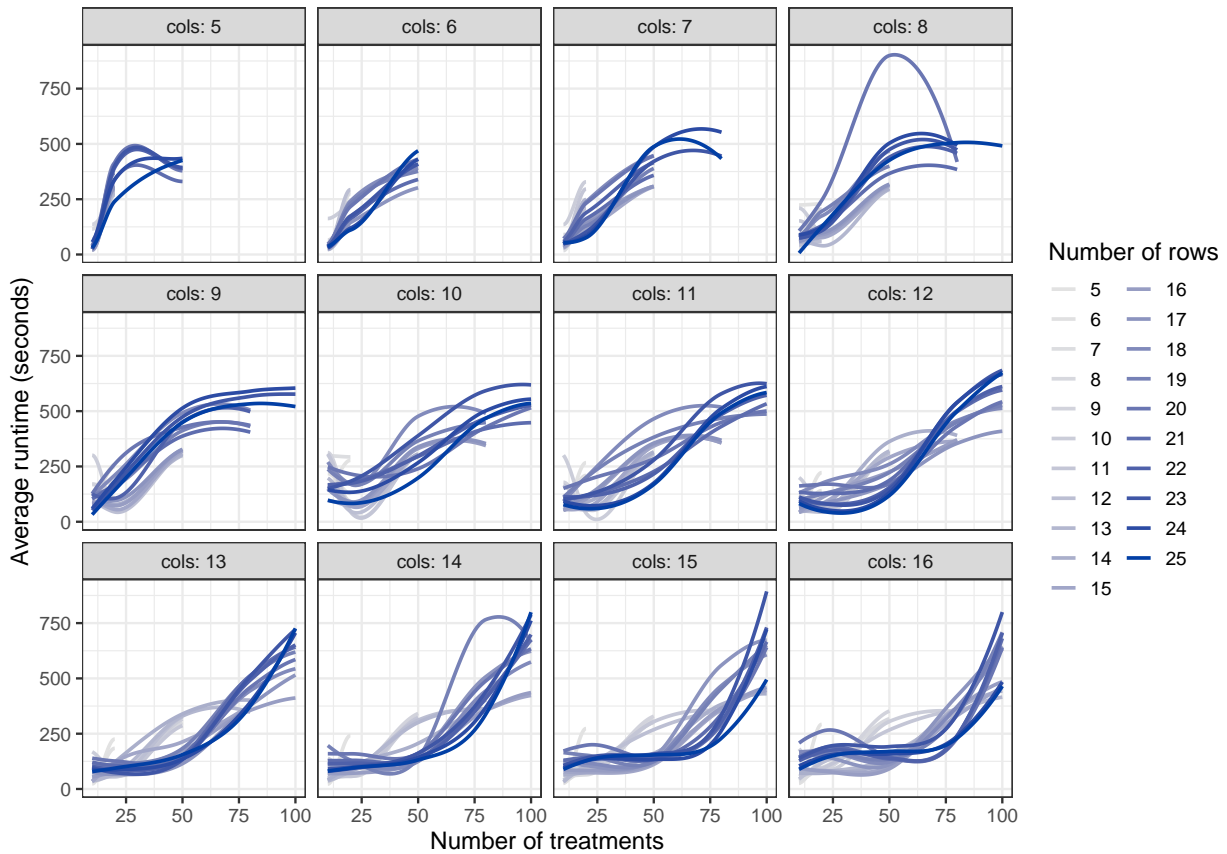 cols: 5
cols: 6
cols: 7
cols: 8
750
500
250
0
cols: 9
cols: 10
cols: 11
cols: 12
750
500
250
0
cols: 13
cols: 14
cols: 15
cols: 16
750
500
250
0
25 50 75 100
25 50 75 100
25 50 75 100
25 50 75 100
Number of treatments
Average runtime (seconds)
Number of rows
5
6
7
8
9
10
11
12
13
14
15
16
17
18
19
20
21
22
23
24
25